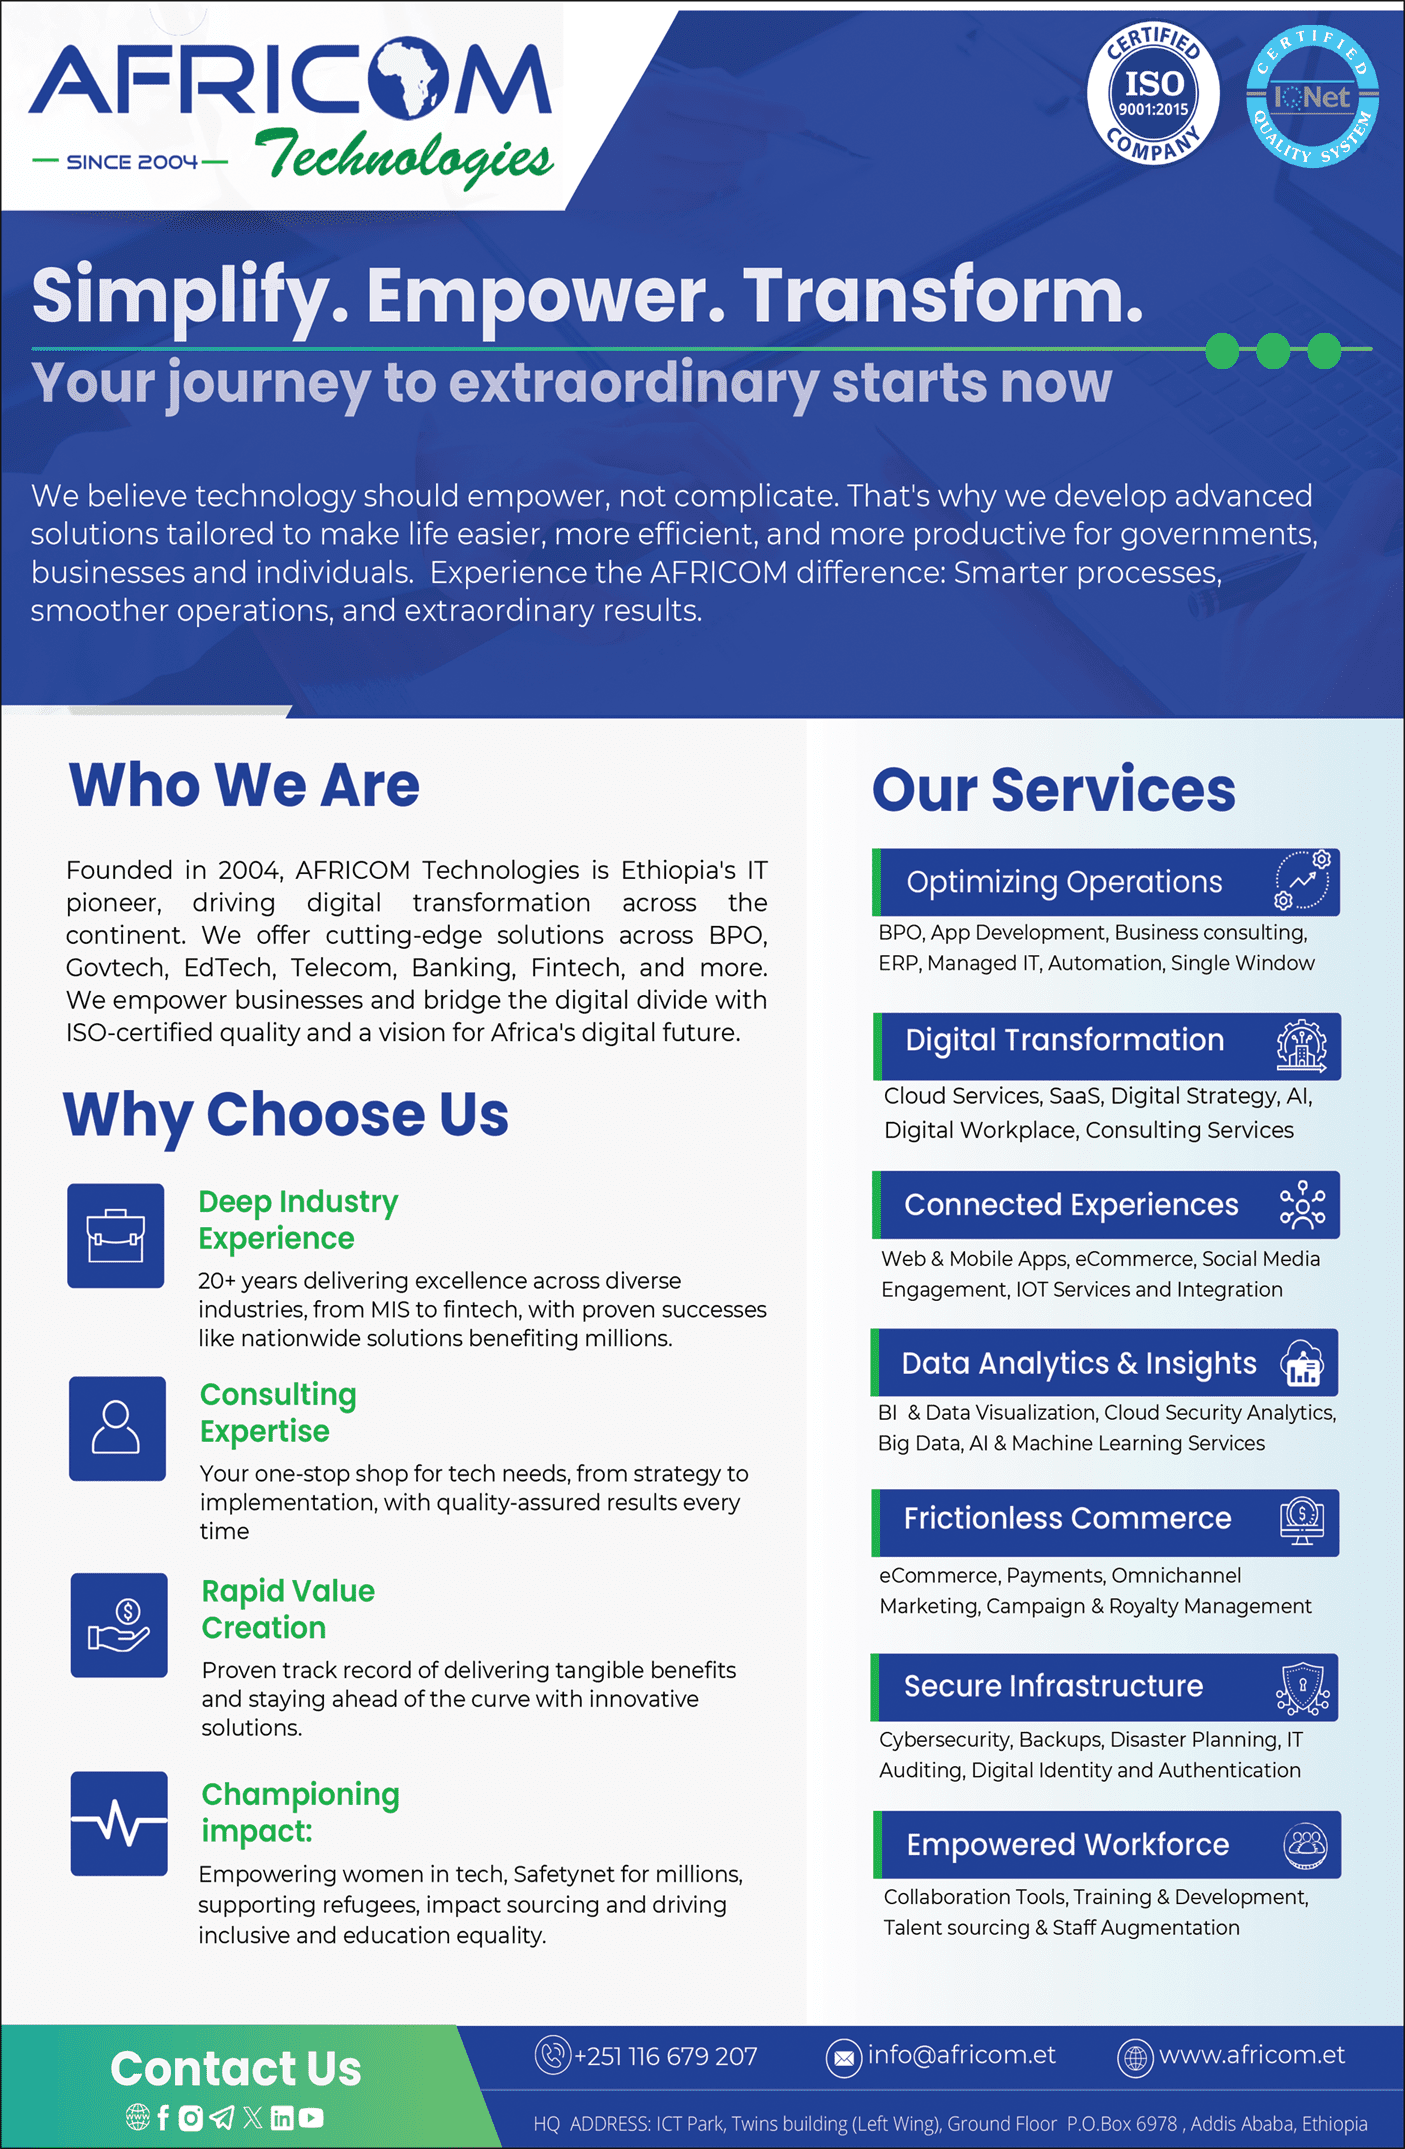 AFRICOM
SINCE 2004
Technologies
CERTIFIED
ISO
9001:2015
COMPANY
CERTIFIED
IQNet
QUALITY SYSTEM
Simplify. Empower. Transform.
Your journey to extraordinary starts now
We believe technology should empower, not complicate. That's why we develop advanced
solutions tailored to make life easier, more efficient, and more productive for governments,
businesses and individuals.  Experience the AFRICOM difference: Smarter processes,
smoother operations, and extraordinary results.
Who We Are
Founded in 2004, AFRICOM Technologies is Ethiopia's IT
pioneer, driving digital transformation across the
continent. We offer cutting-edge solutions across BPO,
Govtech, EdTech, Telecom, Banking, Fintech, and more.
We empower businesses and bridge the digital divide with
ISO-certified quality and a vision for Africa's digital future.
Why Choose Us
Deep Industry
Experience
20+ years delivering excellence across diverse
industries, from MIS to fintech, with proven successes
like nationwide solutions benefiting millions.
Consulting
Expertise
Your one-stop shop for tech needs, from strategy to
implementation, with quality-assured results every
time
Rapid Value
Creation
Proven track record of delivering tangible benefits
and staying ahead of the curve with innovative
solutions.
Championing
impact:
Empowering women in tech, Safetynet for millions,
supporting refugees, impact sourcing and driving
inclusive and education equality.
Our Services
Optimizing Operations
BPO, App Development, Business consulting,
ERP, Managed IT, Automation, Single Window
Digital Transformation
Cloud Services, SaaS, Digital Strategy, AI,
Digital Workplace, Consulting Services
Connected Experiences
Web & Mobile Apps, eCommerce, Social Media
Engagement, IOT Services and Integration
Data Analytics & Insights
BI  & Data Visualization, Cloud Security Analytics,
Big Data, AI & Machine Learning Services
Frictionless Commerce
eCommerce, Payments, Omnichannel
Marketing, Campaign & Royalty Management
Secure Infrastructure
Cybersecurity, Backups, Disaster Planning, IT
Auditing, Digital Identity and Authentication
Empowered Workforce
Collaboration Tools, Training & Development,
Talent sourcing & Staff Augmentation
Contact Us
+251 116 679 207
info@africom.et
www.africom.et
HQ  ADDRESS: ICT Park, Twins building (Left Wing), Ground Floor  P.O.Box 6978 , Addis Ababa, Ethiopia